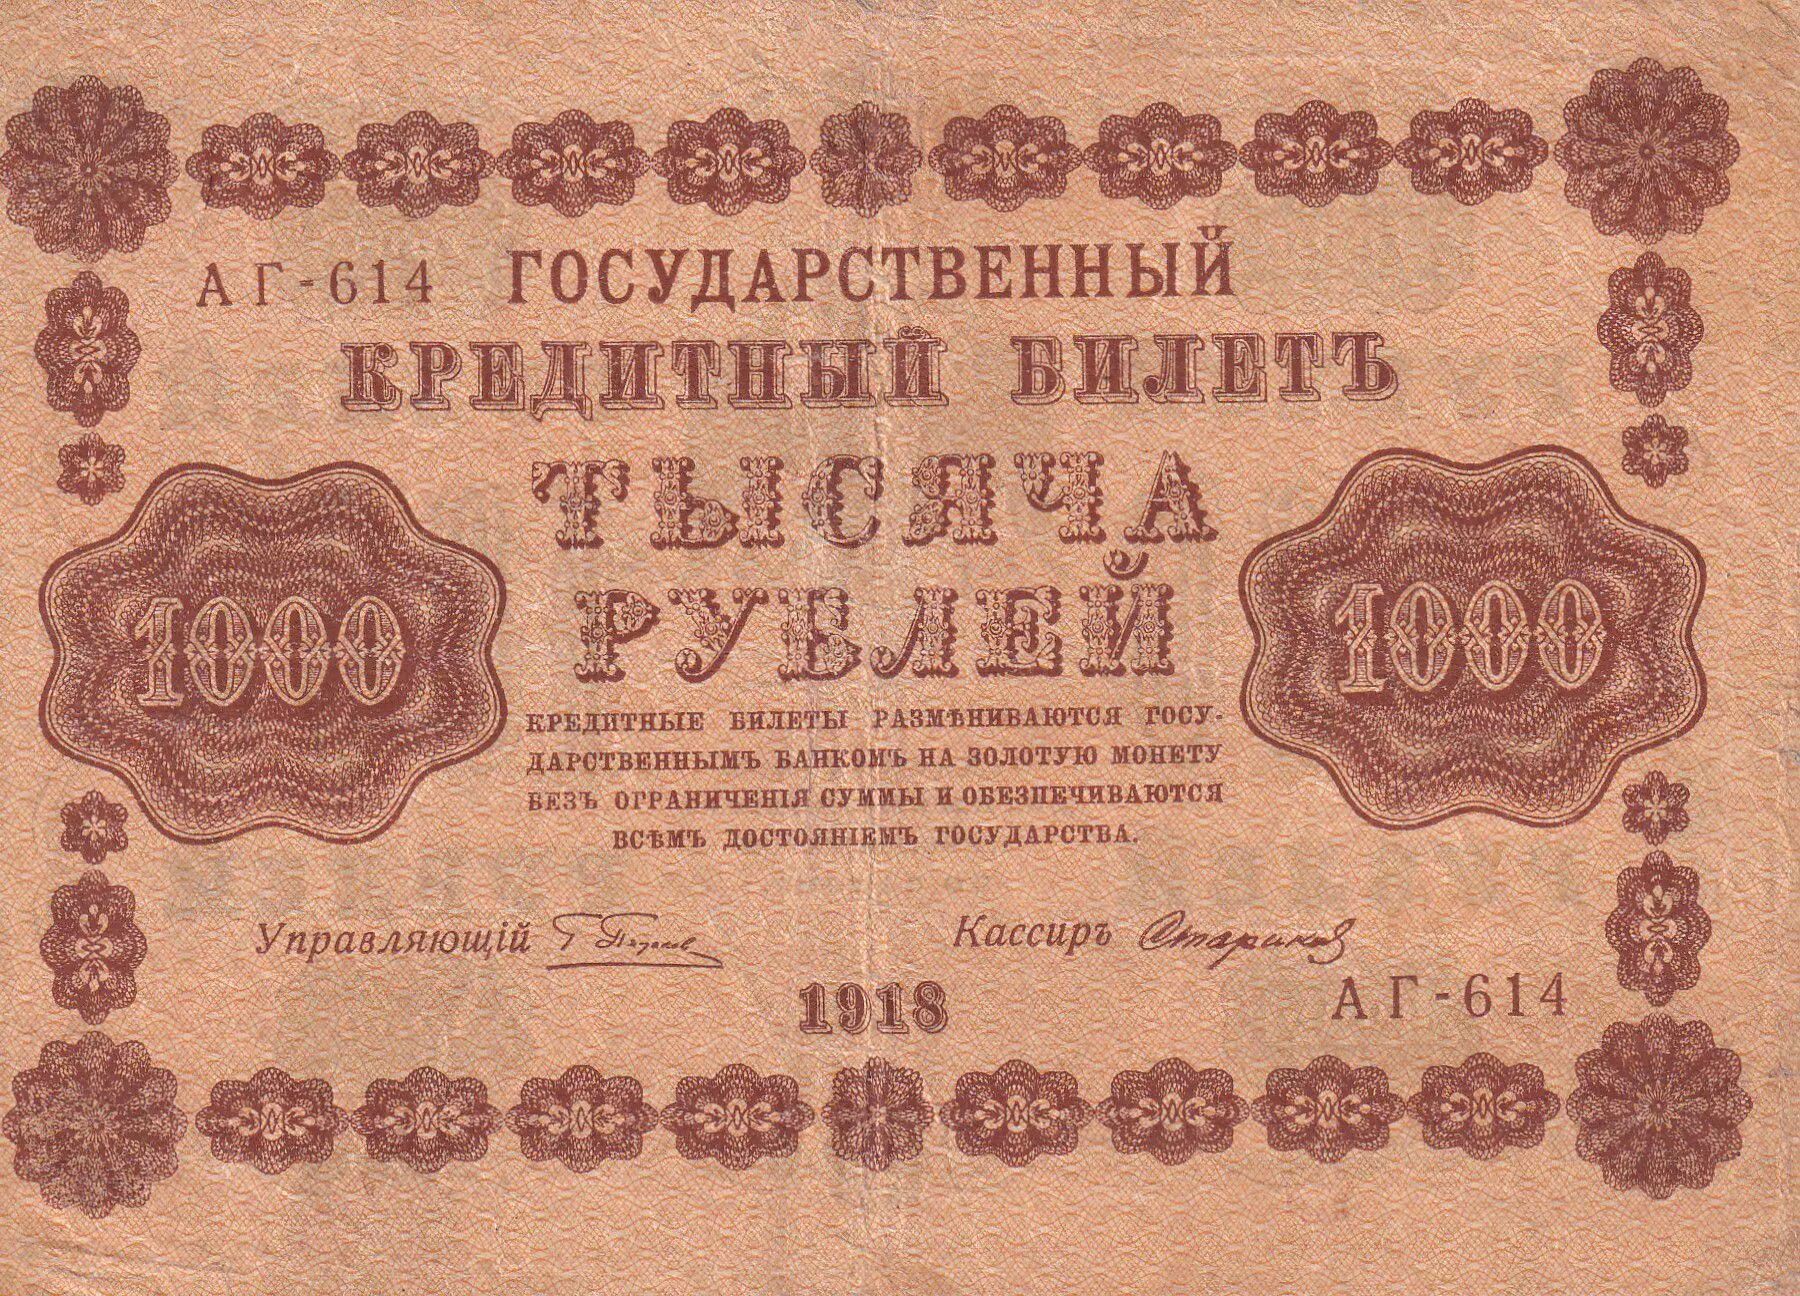 АГ-614 ГОСУДАРСТВЕННЫЙ
КРЕДИТНЫЙ БИЛЕТЪ
ТЫСЯЧА
РУБЛЕЙ
1000
1000
КРЕДИТНЫЕ БИЛЕТЫ РАЗМѢНИВАЮТСЯ ГОСУ-
ДАРСТВЕННЫМЪ БАНКОМЪ НА ЗОЛОТУЮ МОНЕТУ
БЕЗЪ ОГРАНИЧЕНІЯ СУММЫ И ОБЕЗПЕЧИВАЮТСЯ
ВСѢМЪ ДОСТОЯНІЕМЪ ГОСУДАРСТВА.
Управляющій
Кассиръ Стариков
1918
АГ-614